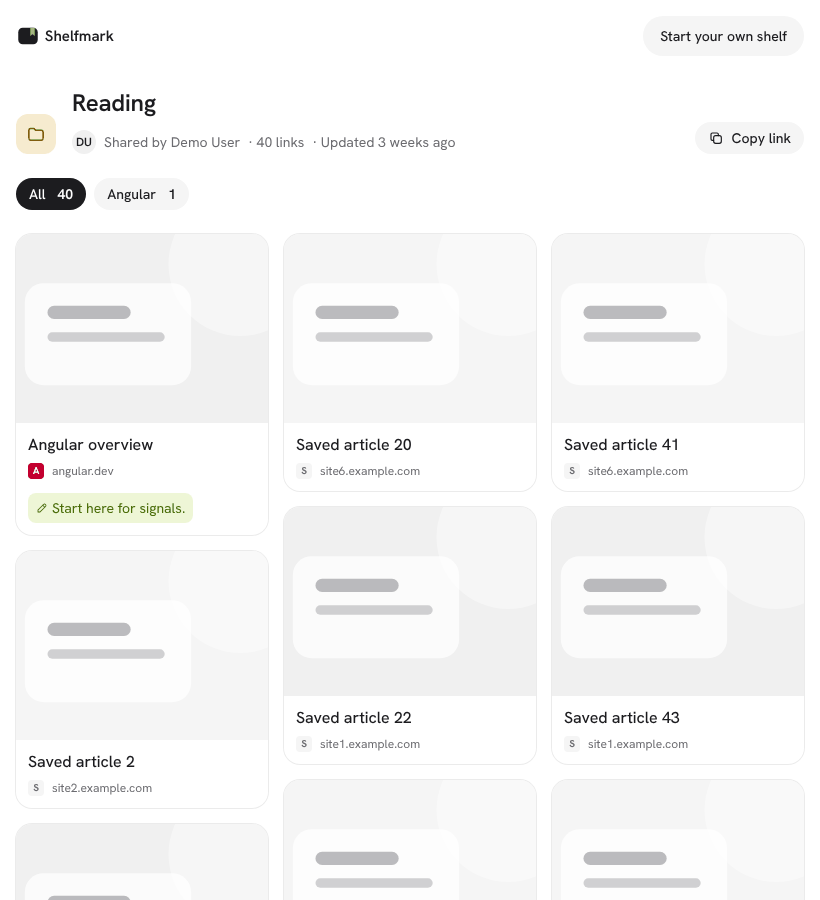 Shelfmark
Start your own shelf
Reading
DU Shared by Demo User · 40 links · Updated 3 weeks ago
Copy link
All 40
Angular 1
Angular overview
A angular.dev
Start here for signals.
Saved article 2
S site2.example.com
Saved article 20
S site6.example.com
Saved article 22
S site1.example.com
Saved article 41
S site6.example.com
Saved article 43
S site1.example.com